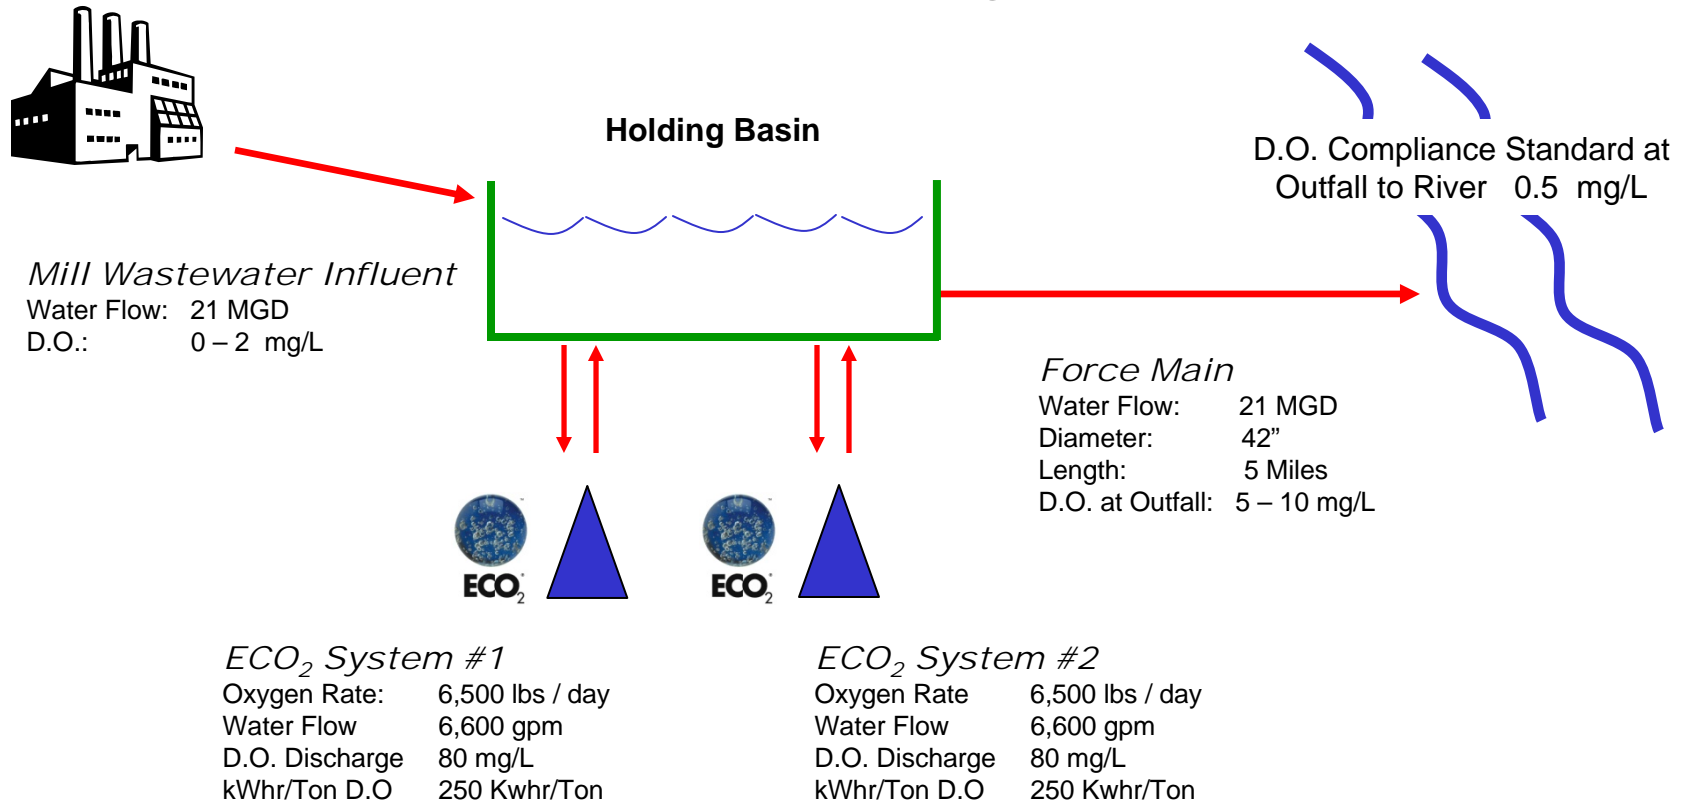 Holding Basin
D.O. Compliance Standard at
Outfall to River 0.5 mg/L
Mill Wastewater Influent
Water Flow: 21 MGD
D.O.: 0 – 2 mg/L
Force Main
Water Flow: 21 MGD
Diameter: 42”
Length: 5 Miles
D.O. at Outfall: 5 – 10 mg/L
ECO2
ECO2
ECO2 System #1
Oxygen Rate: 6,500 lbs / day
Water Flow 6,600 gpm
D.O. Discharge 80 mg/L
kWhr/Ton D.O 250 Kwhr/Ton
ECO2 System #2
Oxygen Rate 6,500 lbs / day
Water Flow 6,600 gpm
D.O. Discharge 80 mg/L
kWhr/Ton D.O 250 Kwhr/Ton